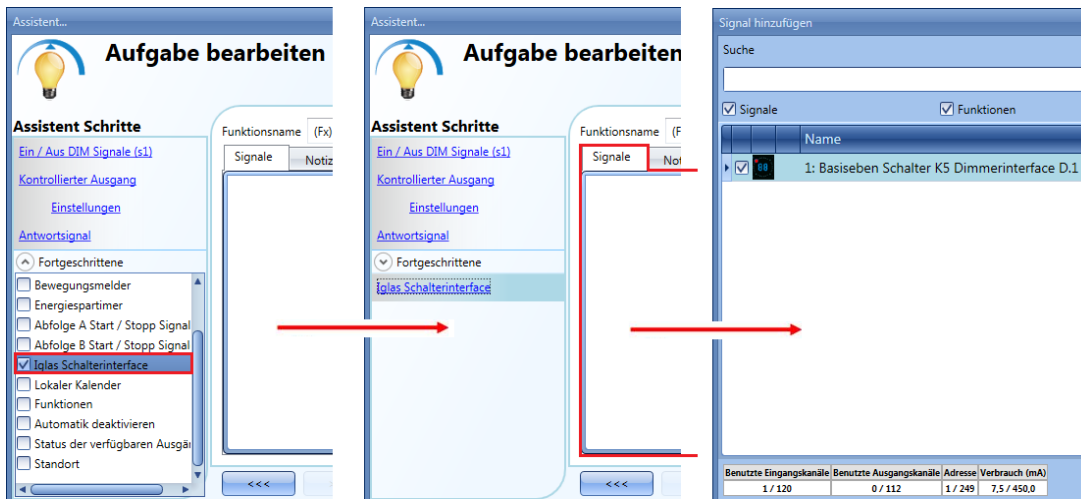 Assistent...
Aufgabe bearbeiten
Assistent Schritte
Ein / Aus DIM Signale (s1)
Kontrollierter Ausgang
Einstellungen
Antwortsignal
Fortgeschrittene
Bewegungsmelder
Energiespartimer
Abfolge A Start / Stopp Signal
Abfolge B Start / Stopp Signal
Iglas Schalterinterface
Lokaler Kalender
Funktionen
Automatik deaktivieren
Status der verfügbaren Ausgä
Standort
Funktionsname (Fx)
Signale Notiz
<<<
Assistent...
Aufgabe bearbeiten
Assistent Schritte
Ein / Aus DIM Signale (s1)
Kontrollierter Ausgang
Einstellungen
Antwortsignal
Fortgeschrittene
Iglas Schalterinterface
Funktionsname (F
Signale Not
<<<
Signal hinzufügen
Suche
Signale Funktionen
Name
1: Basiseben Schalter K5 Dimmerinterface D.1
Benutzte Eingangskanäle Benutzte Ausgangskanäle Adresse Verbrauch (mA)
1 / 120 0 / 112 1 / 249 7,5 / 450,0